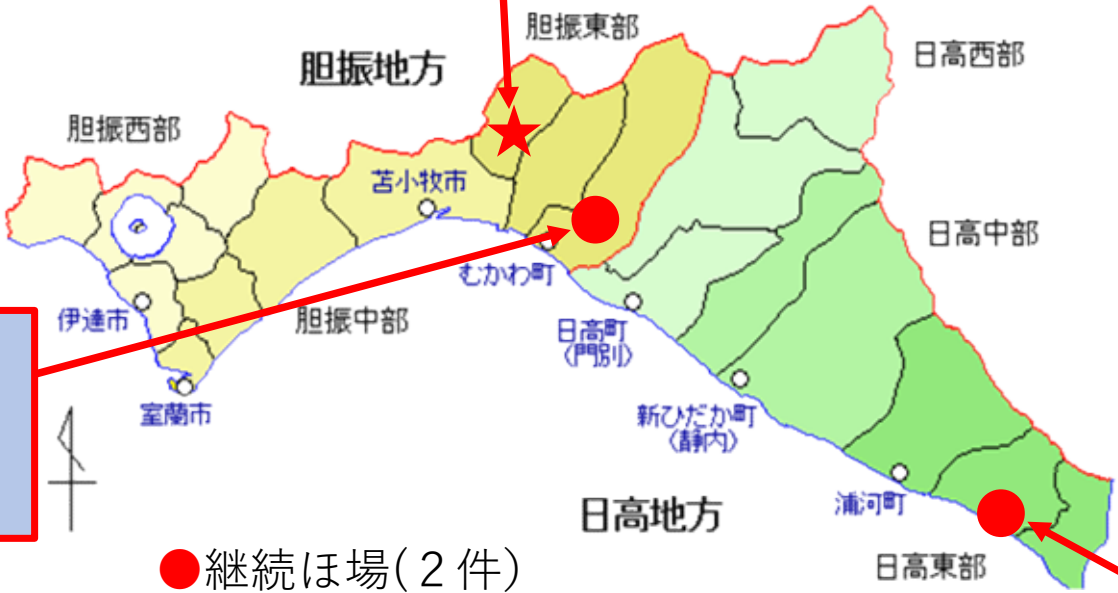 胆振東部
日高西部
胆振地方
胆振西部
苫小牧市
日高中部
むかわ町
伊達市
胆振中部
日高町
（門別）
室蘭市
新ひだか町
（静内）
浦河町
日高地方
日高東部
●継続ほ場(２件)